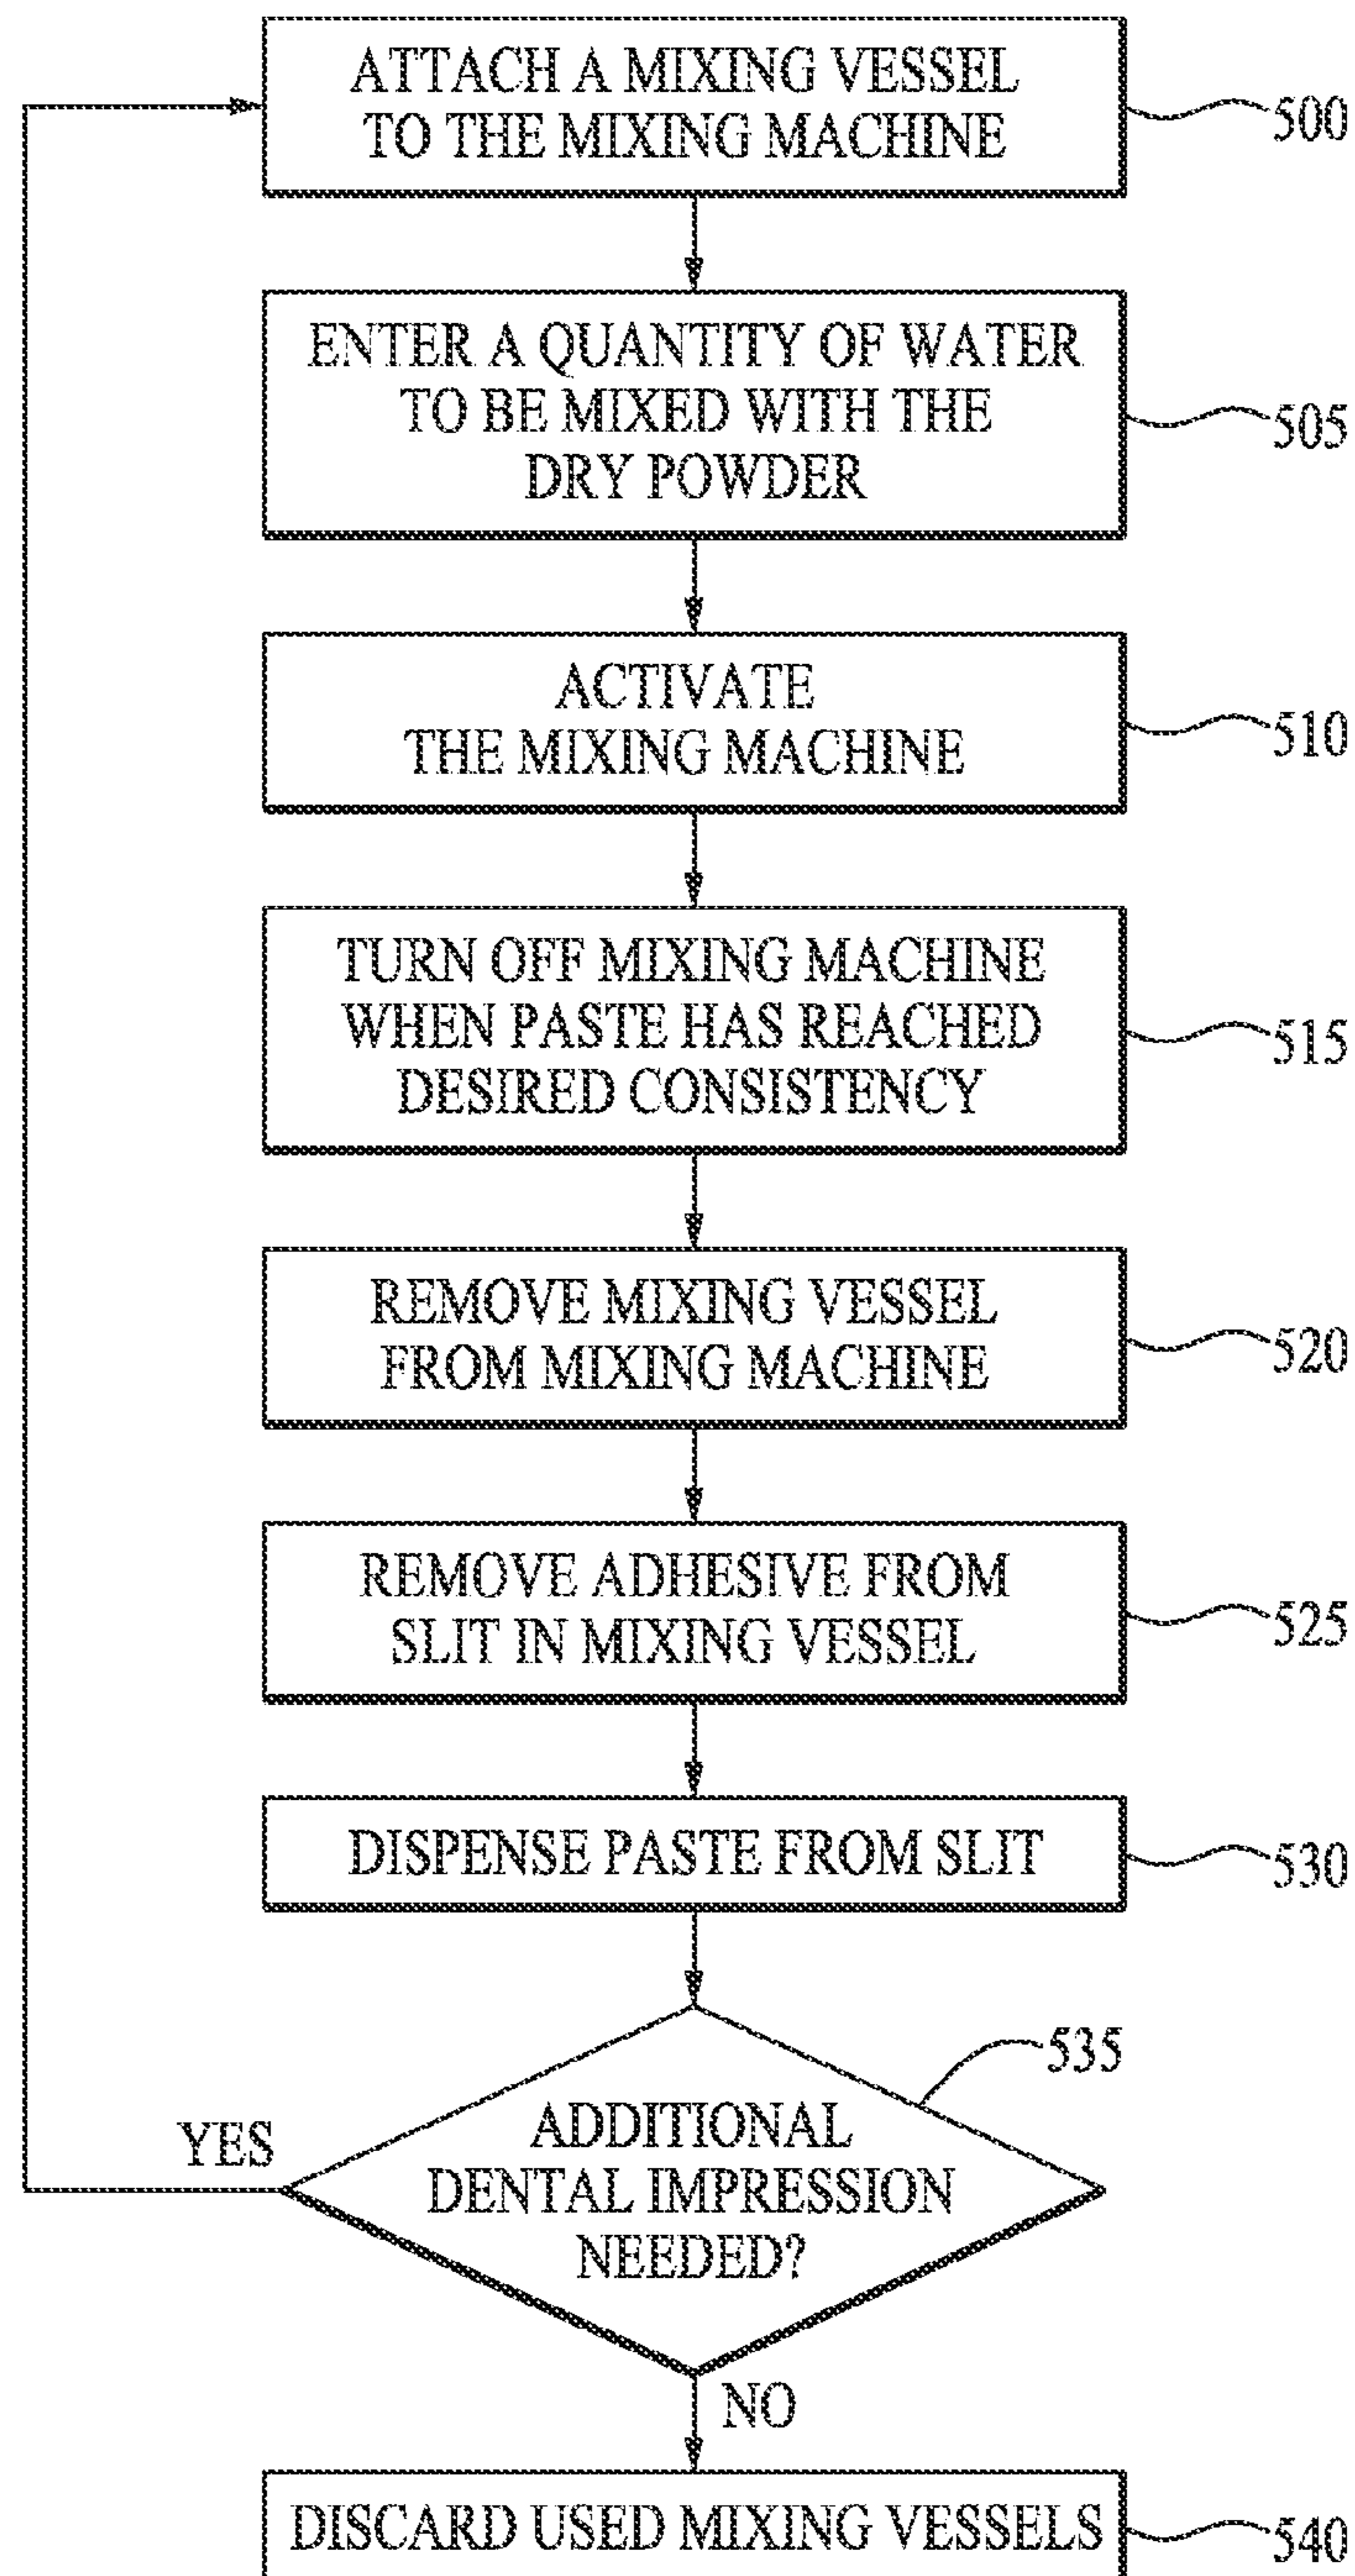 ATTACH A MIXING VESSEL
TO THE MIXING MACHINE
500
ENTER A QUANTITY OF WATER
TO BE MIXED WITH THE
DRY POWDER
505
ACTIVATE
THE MIXING MACHINE
510
TURN OFF MIXING MACHINE
WHEN PASTE HAS REACHED
DESIRED CONSISTENCY
515
REMOVE MIXING VESSEL
FROM MIXING MACHINE
520
REMOVE ADHESIVE FROM
SLIT IN MIXING VESSEL
525
DISPENSE PASTE FROM SLIT
530
535
YES
ADDITIONAL
DENTAL IMPRESSION
NEEDED?
NO
DISCARD USED MIXING VESSELS
540